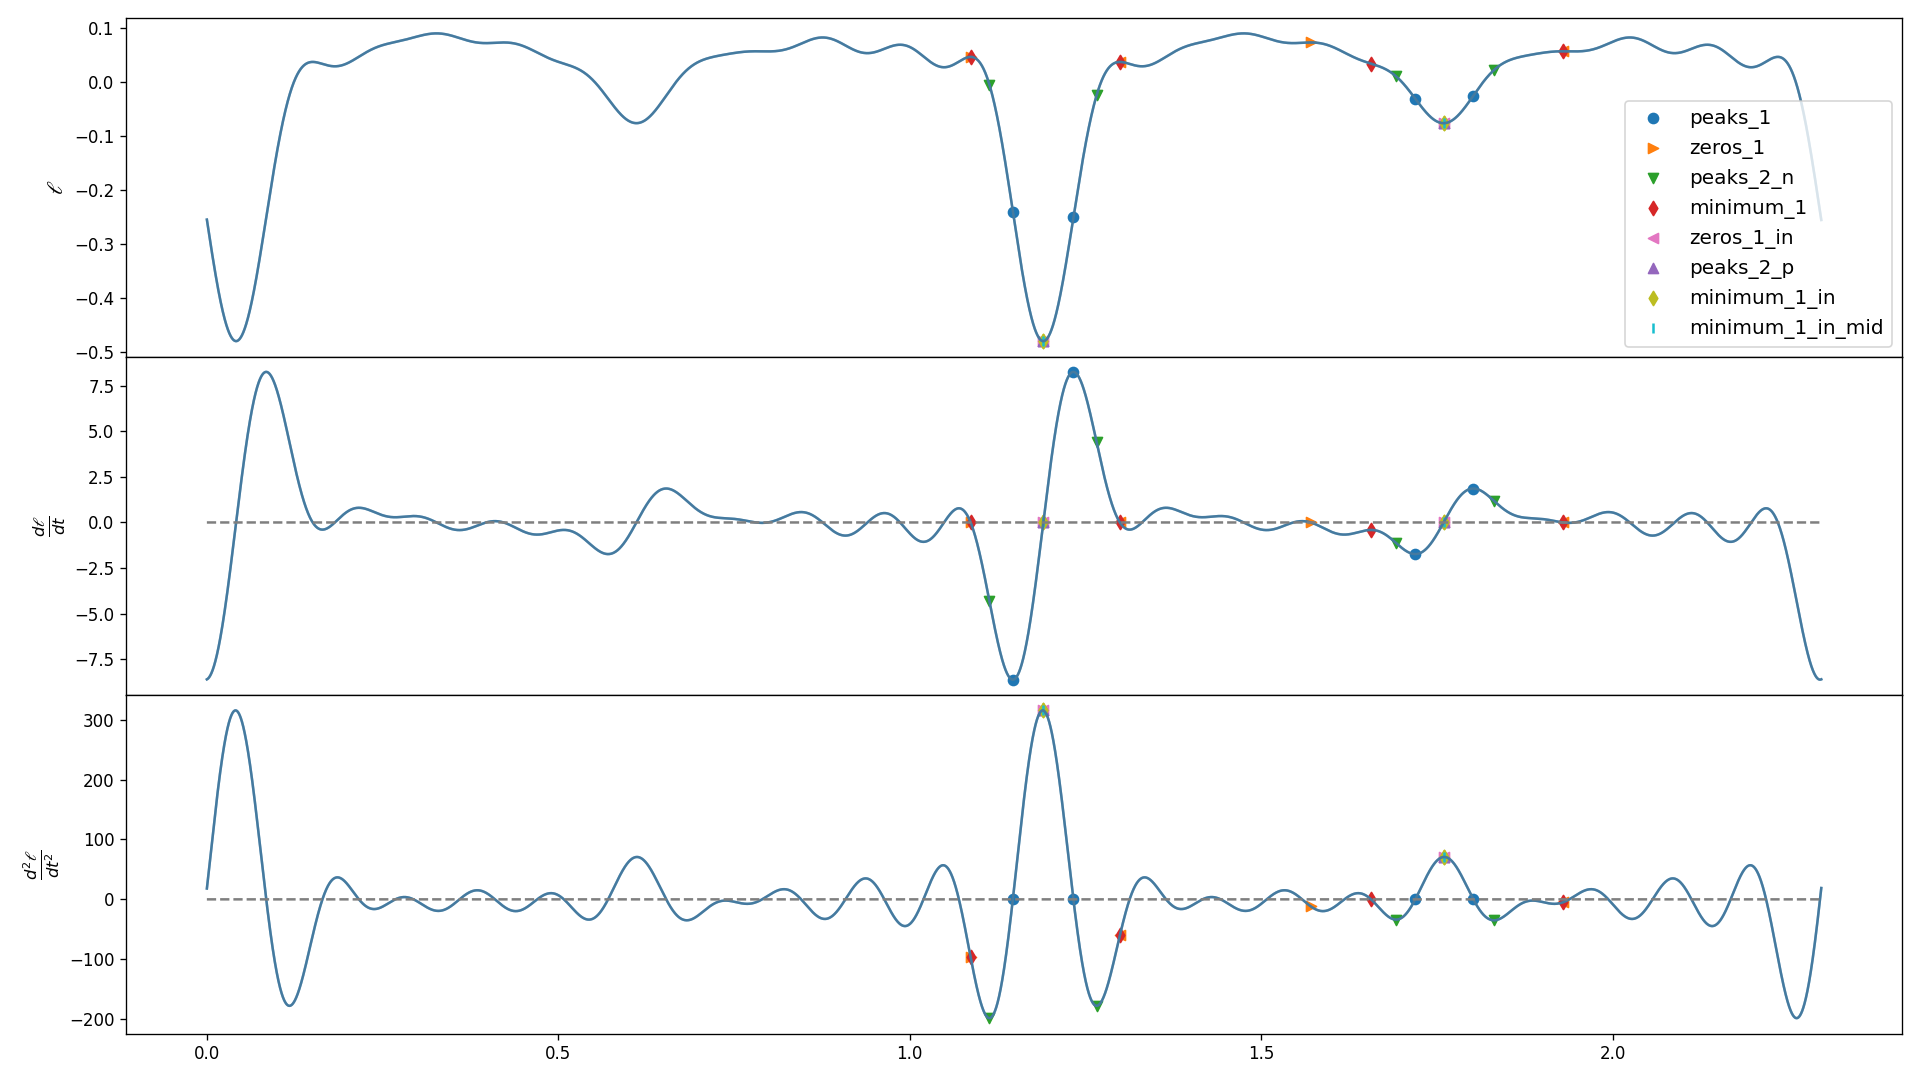 0.1
0.0
−0.1
−0.2
−0.3
−0.4
−0.5
ℓ
peaks_1
zeros_1
peaks_2_n
minimum_1
zeros_1_in
peaks_2_p
minimum_1_in
minimum_1_in_mid
7.5
5.0
2.5
0.0
−2.5
−5.0
−7.5
dℓ/dt
300
200
100
0
−100
−200
d²ℓ/dt²
0.0 0.5 1.0 1.5 2.0